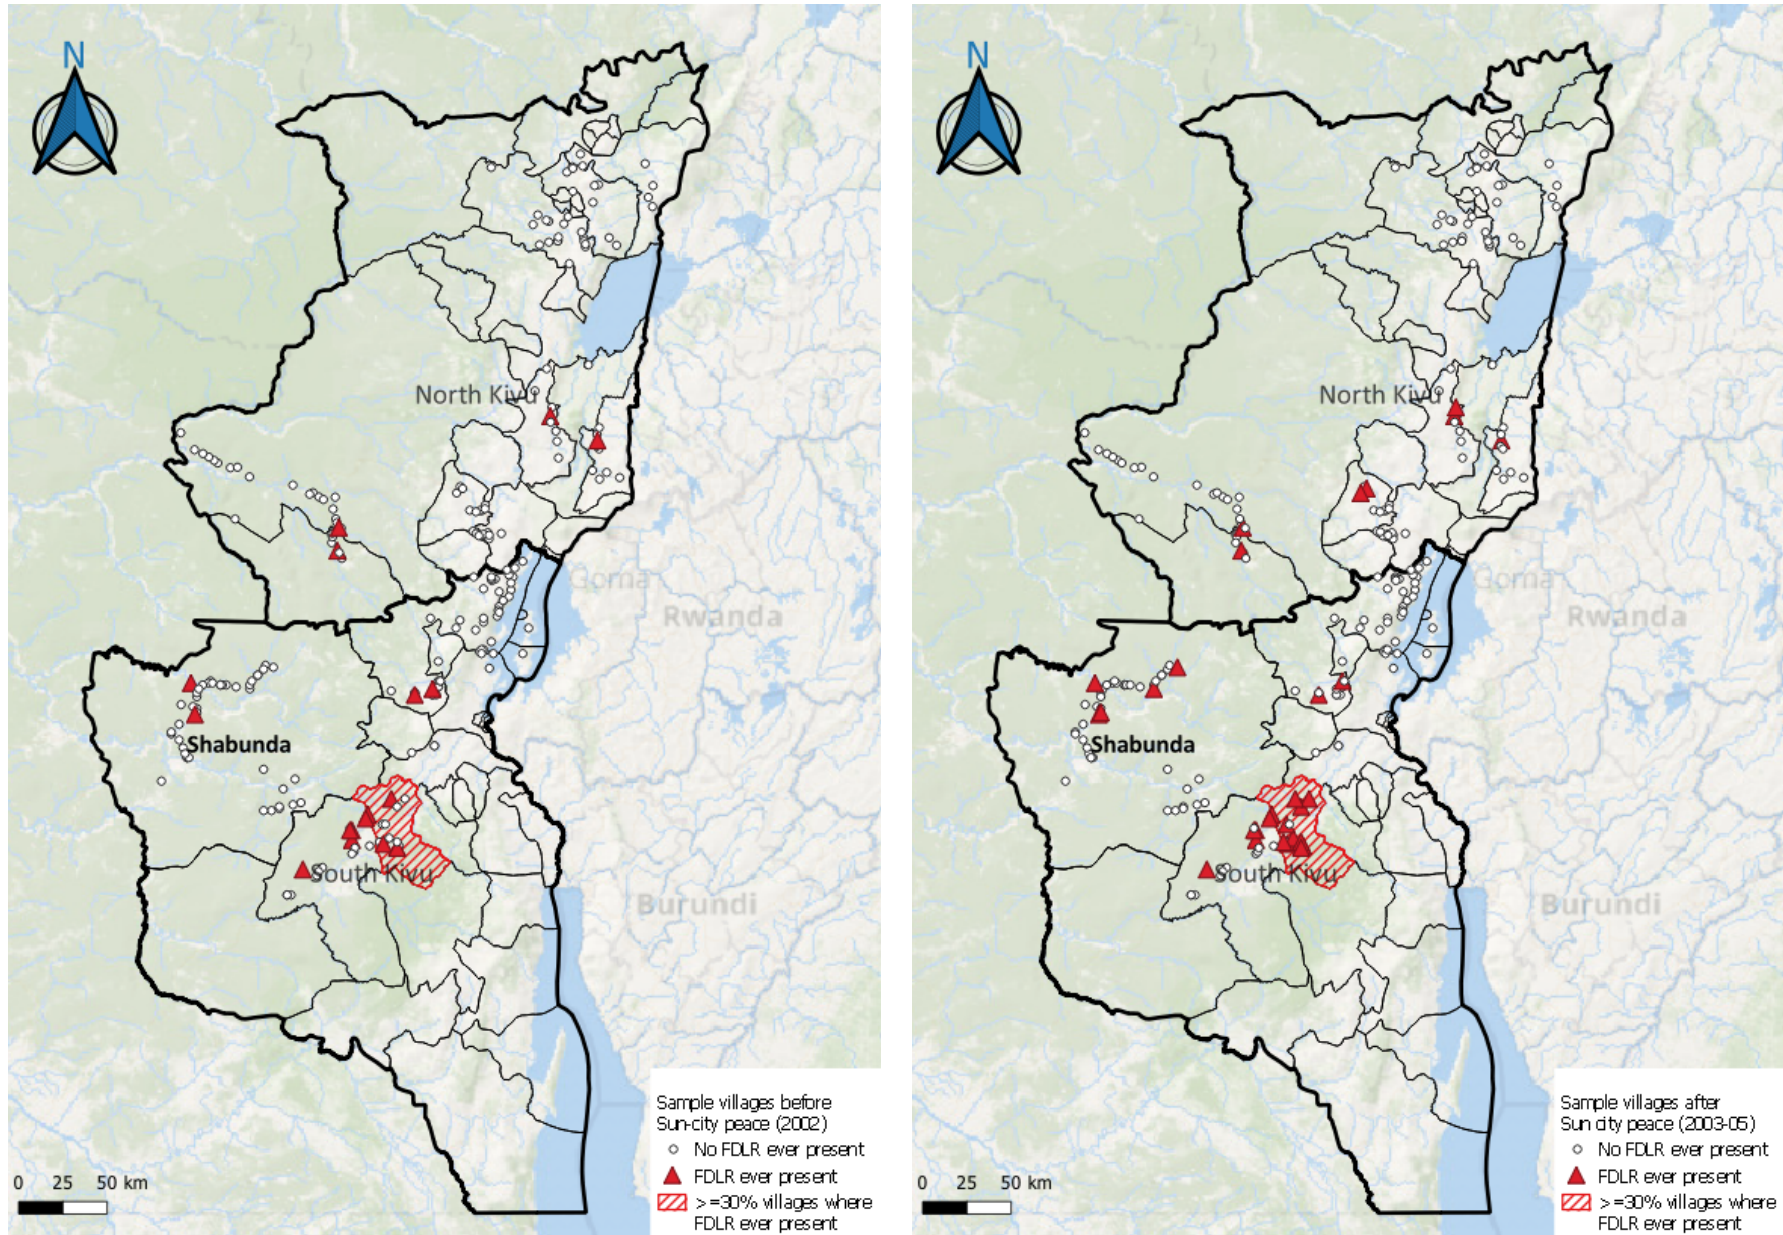 N
North Kivu
Goma
Rwanda
Shabunda
South Kivu
Burundi
Sample villages before
Sun-city peace (2002)
No FDLR ever present
FDLR ever present
>=30% villages where
FDLR ever present
0 25 50 km
N
North Kivu
Goma
Rwanda
Shabunda
South Kivu
Burundi
Sample villages after
Sun city peace (2003-05)
No FDLR ever present
FDLR ever present
>=30% villages where
FDLR ever present
0 25 50 km